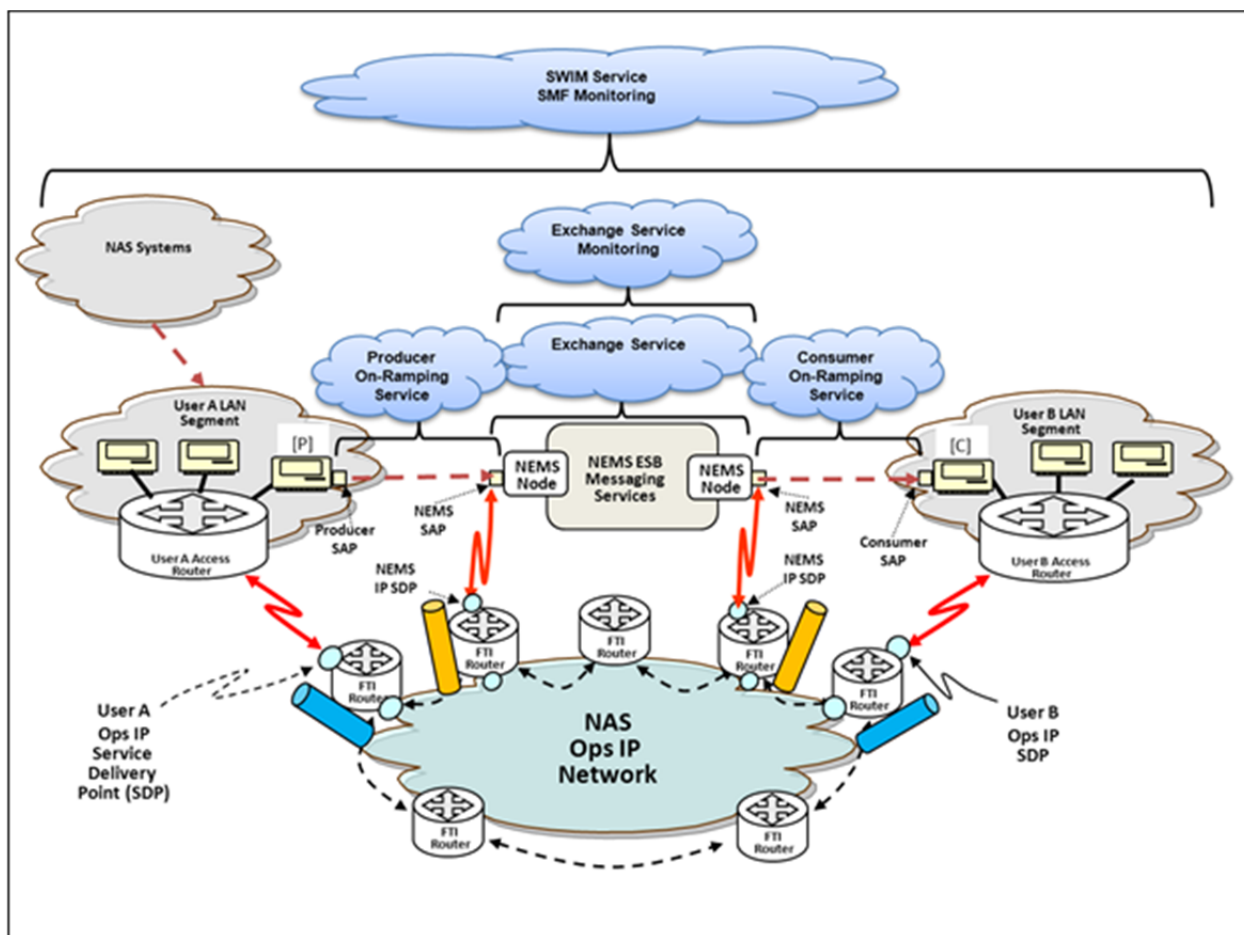 SWIM Service
SMF Monitoring
NAS Systems
Exchange Service
Monitoring
Producer
On-Ramping
Service
Exchange Service
Consumer
On-Ramping
Service
User A LAN
Segment
[P]
User A Access
Router
Producer
SAP
NEMS
SAP
NEMS
Node
NEMS ESB
Messaging
Services
NEMS
Node
NEMS
SAP
Consumer
SAP
[C]
User B LAN
Segment
User B Access
Router
NEMS
IP SDP
NEMS
IP SDP
FTI
Router
FTI
Router
FTI
Router
FTI
Router
FTI
Router
User A
Ops IP
Service
Delivery
Point (SDP)
NAS
Ops IP
Network
User B
Ops IP
SDP
FTI
Router
FTI
Router